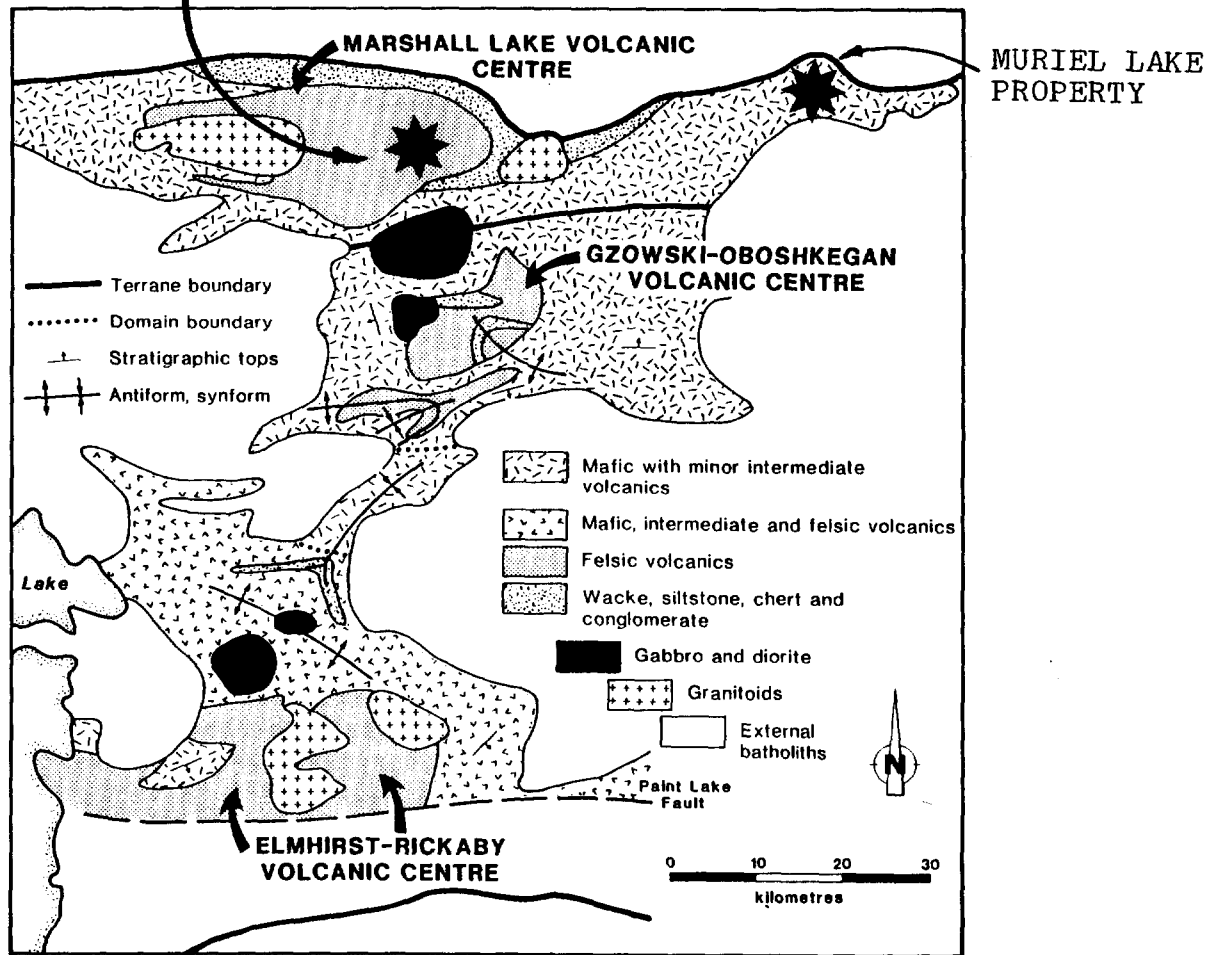 MARSHALL LAKE VOLCANIC
CENTRE
MURIEL LAKE
PROPERTY
GZOWSKI-OBOSHKEGAN
VOLCANIC CENTRE
Terrane boundary
Domain boundary
Stratigraphic tops
Antiform, synform
Mafic with minor intermediate
volcanics
Mafic, intermediate and felsic volcanics
Felsic volcanics
Wacke, siltstone, chert and
conglomerate
Gabbro and diorite
Granitoids
External
batholiths
Lake
N
Paint Lake
Fault
ELMHIRST-RICKABY
VOLCANIC CENTRE
0 10 20 30
kilometres